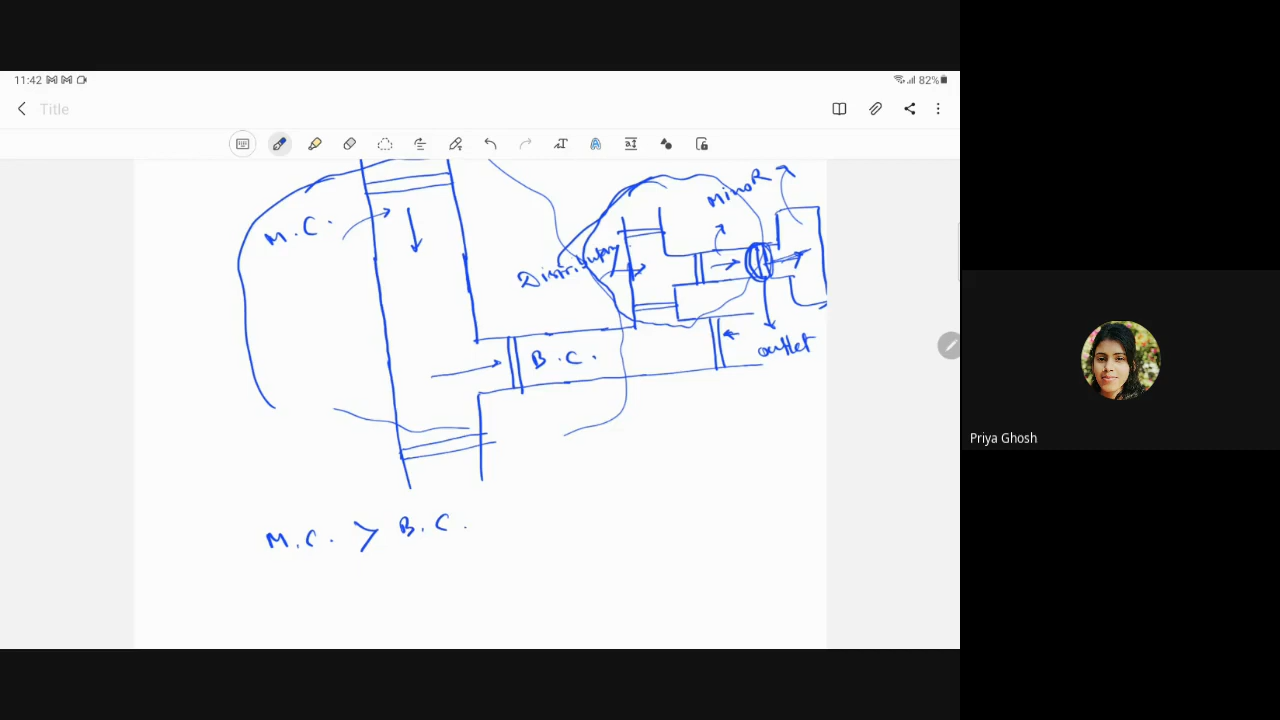 11:42
82%
Title
MinoR
M.C.
Distributary
B.C.
outlet
M.C. > B.C.
Priya Ghosh